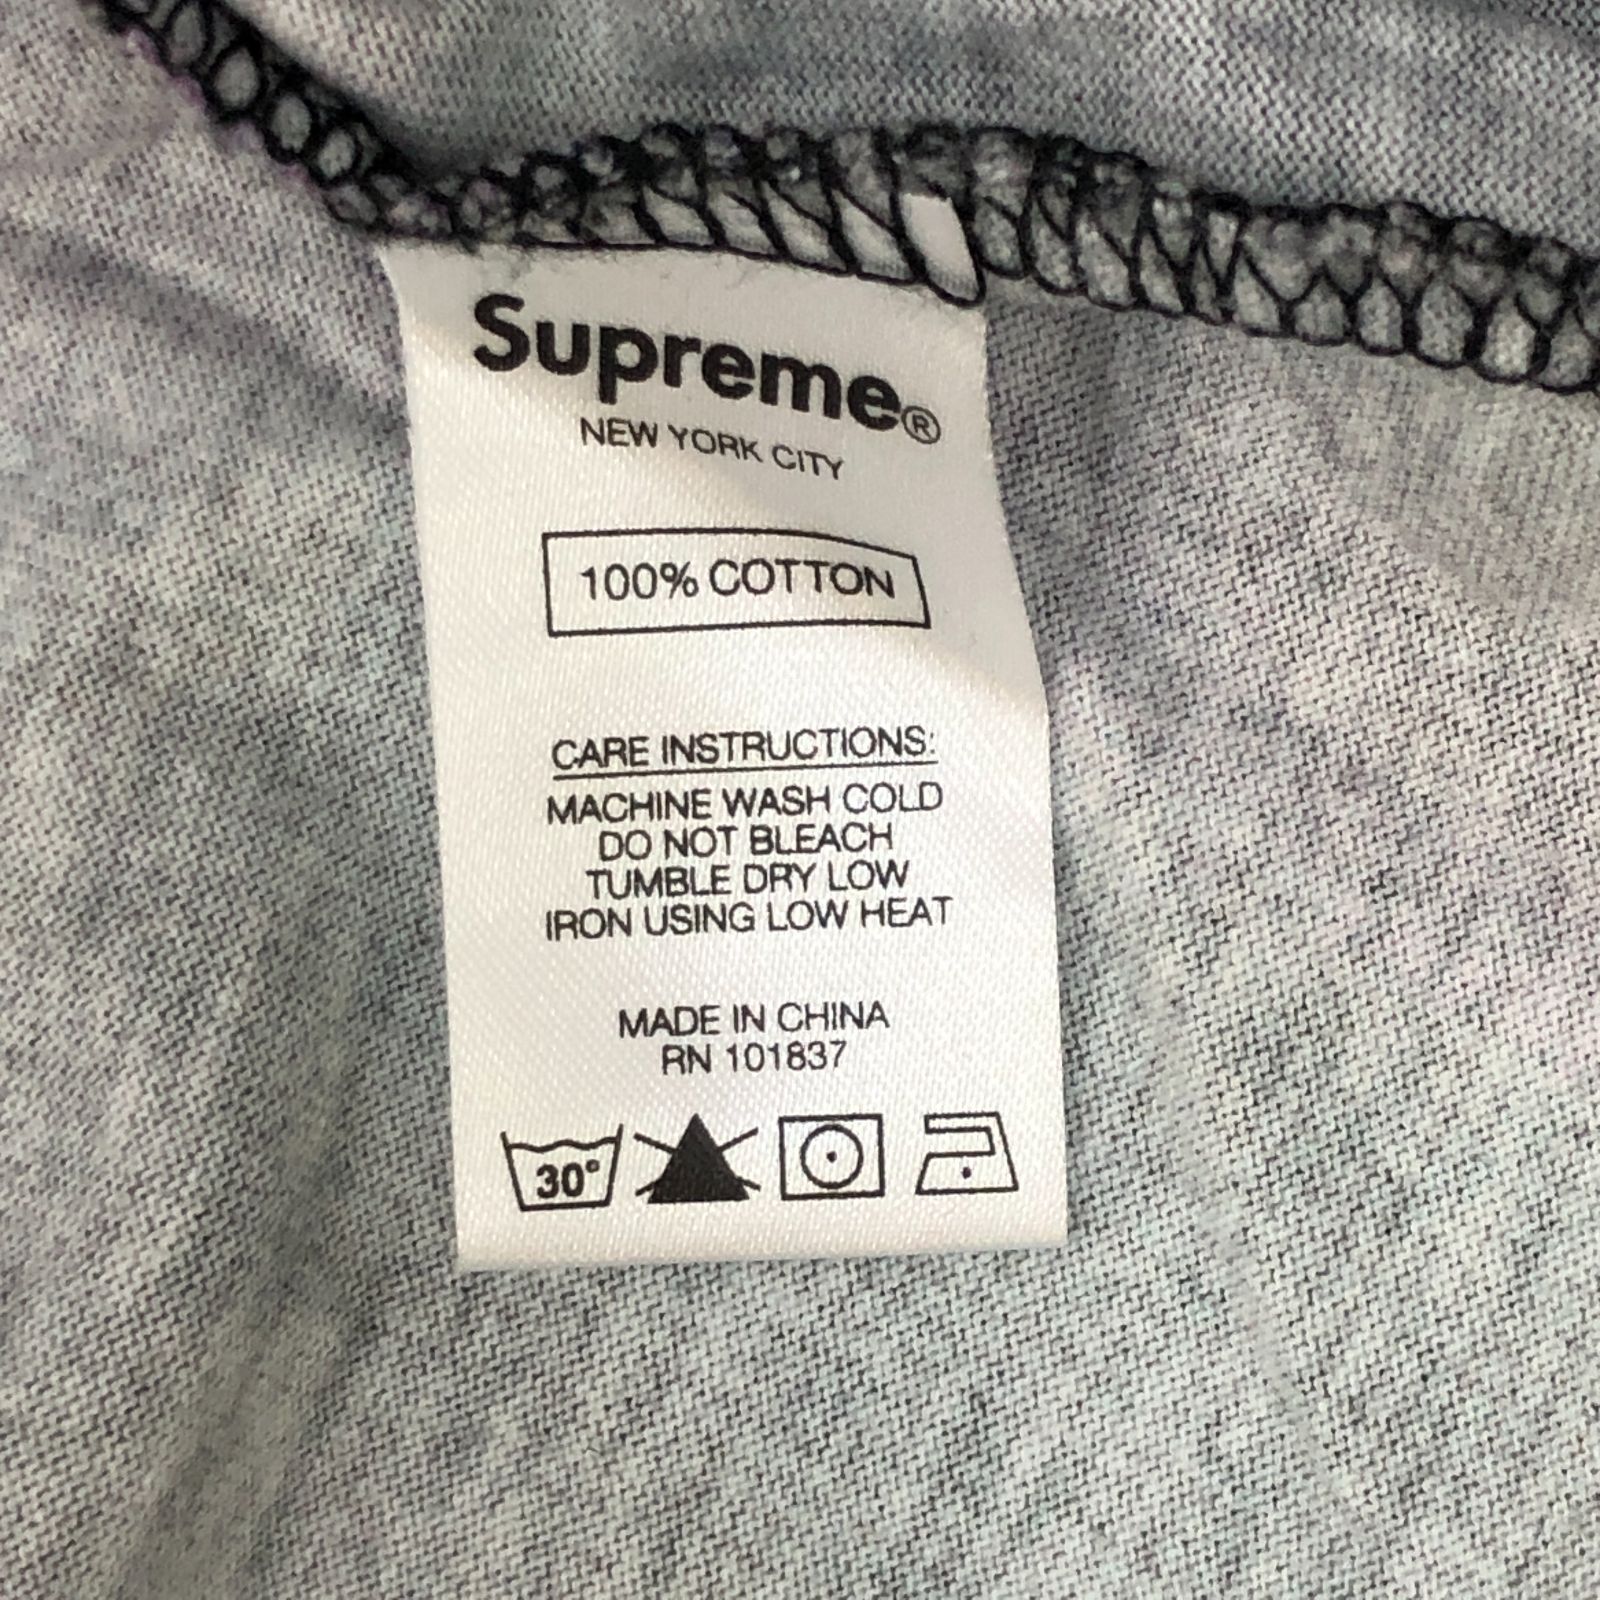 Supreme®
NEW YORK CITY
100% COTTON
CARE INSTRUCTIONS:
MACHINE WASH COLD
DO NOT BLEACH
TUMBLE DRY LOW
IRON USING LOW HEAT
MADE IN CHINA
RN 101837
30°